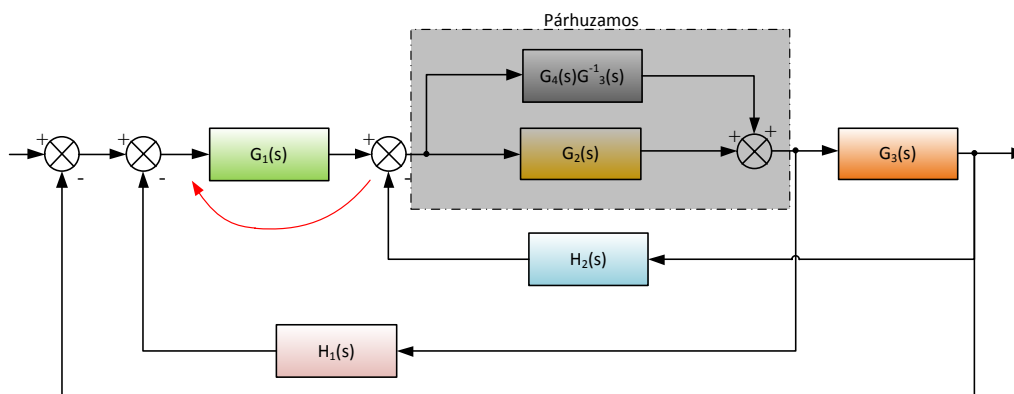 Párhuzamos
G₄(s)G⁻¹₃(s)
+ + + + +
G₁(s) G₂(s) G₃(s)
- - -
H₂(s)
H₁(s)